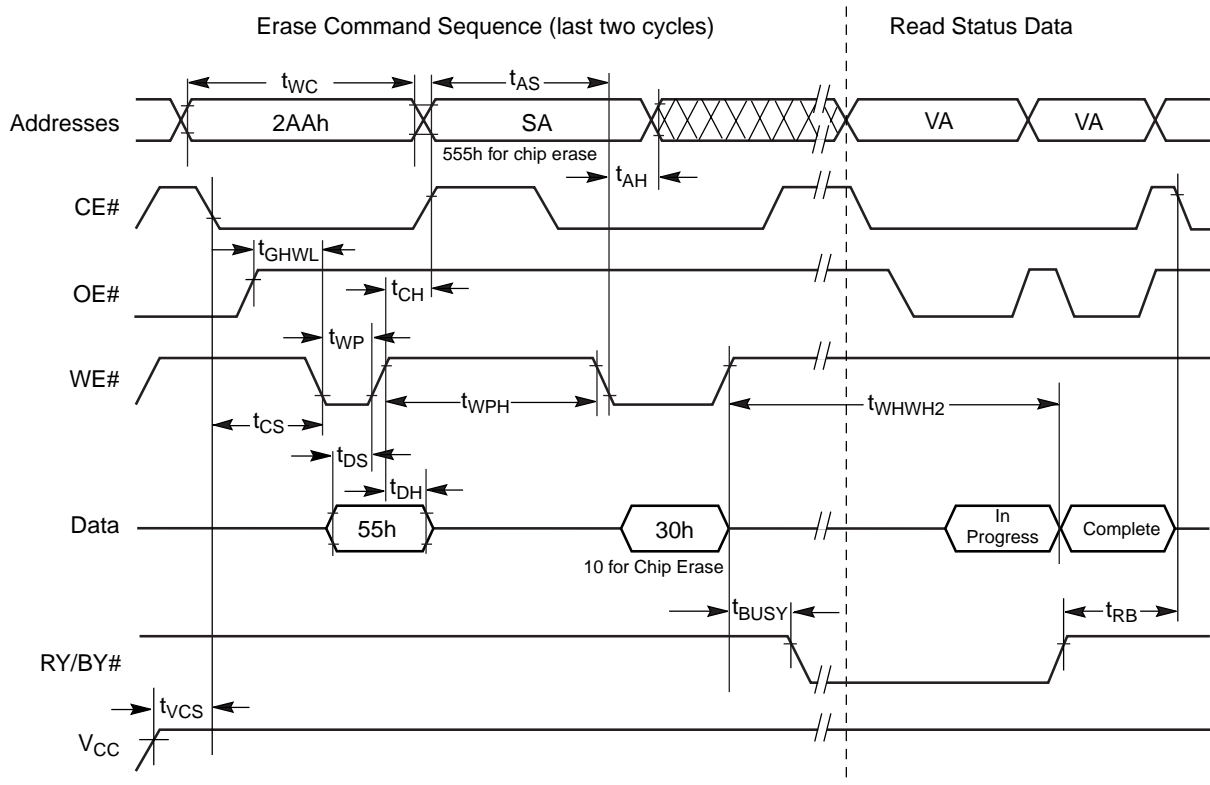 Erase Command Sequence (last two cycles)
Read Status Data
tWC
tAS
Addresses
2AAh
SA
VA
VA
555h for chip erase
tAH
CE#
tGHWL
OE#
tCH
tWP
WE#
tWPH
tWHWH2
tCS
tDS
tDH
Data
55h
30h
In
Progress
Complete
10 for Chip Erase
tBUSY
tRB
RY/BY#
tVCS
VCC